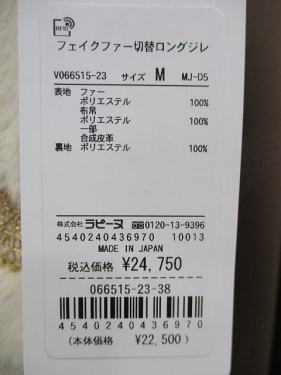 RFID
フェイクファー切替ロングジレ
V066515-23 サイズ M MJ-D5
表地 ファー
ポリエステル 100%
布帛
ポリエステル 100%
一部
合成皮革
裏地 ポリエステル 100%
株式会社 ラピーヌ 0120-13-9396
4540240436970 10013
MADE IN JAPAN
税込価格 ¥24,750
066515-23-38
4540240436970
(本体価格 ¥22,500)